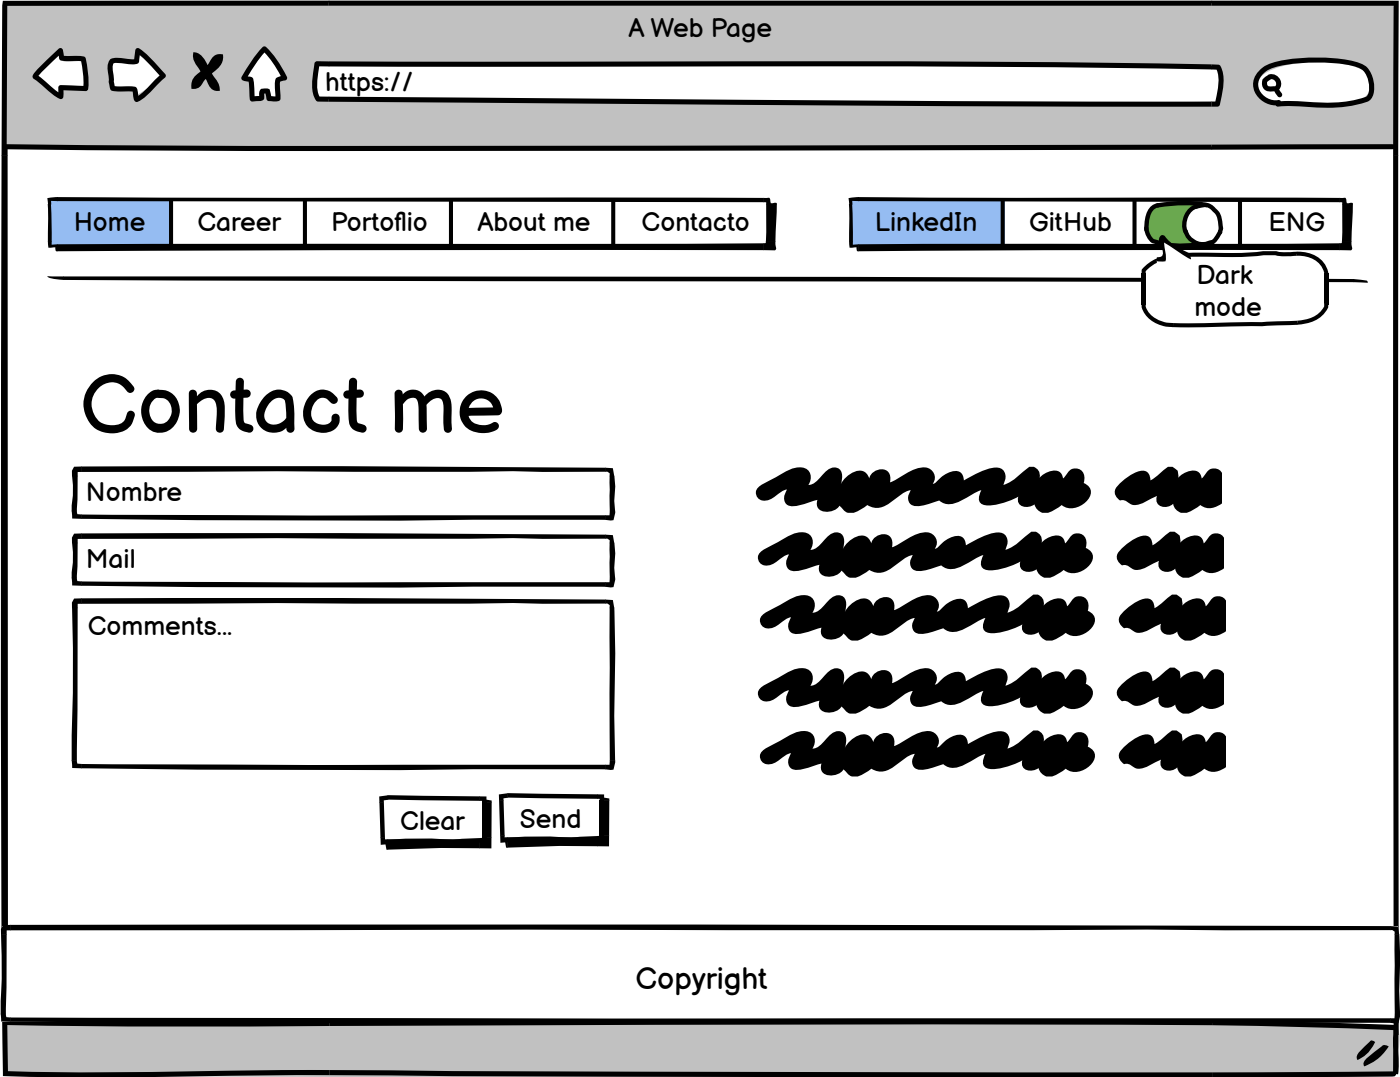 A Web Page
https://
Home Career Portoflio About me Contacto LinkedIn GitHub ENG
Dark
mode
Contact me
Nombre
Mail
Comments...
Clear Send
Copyright